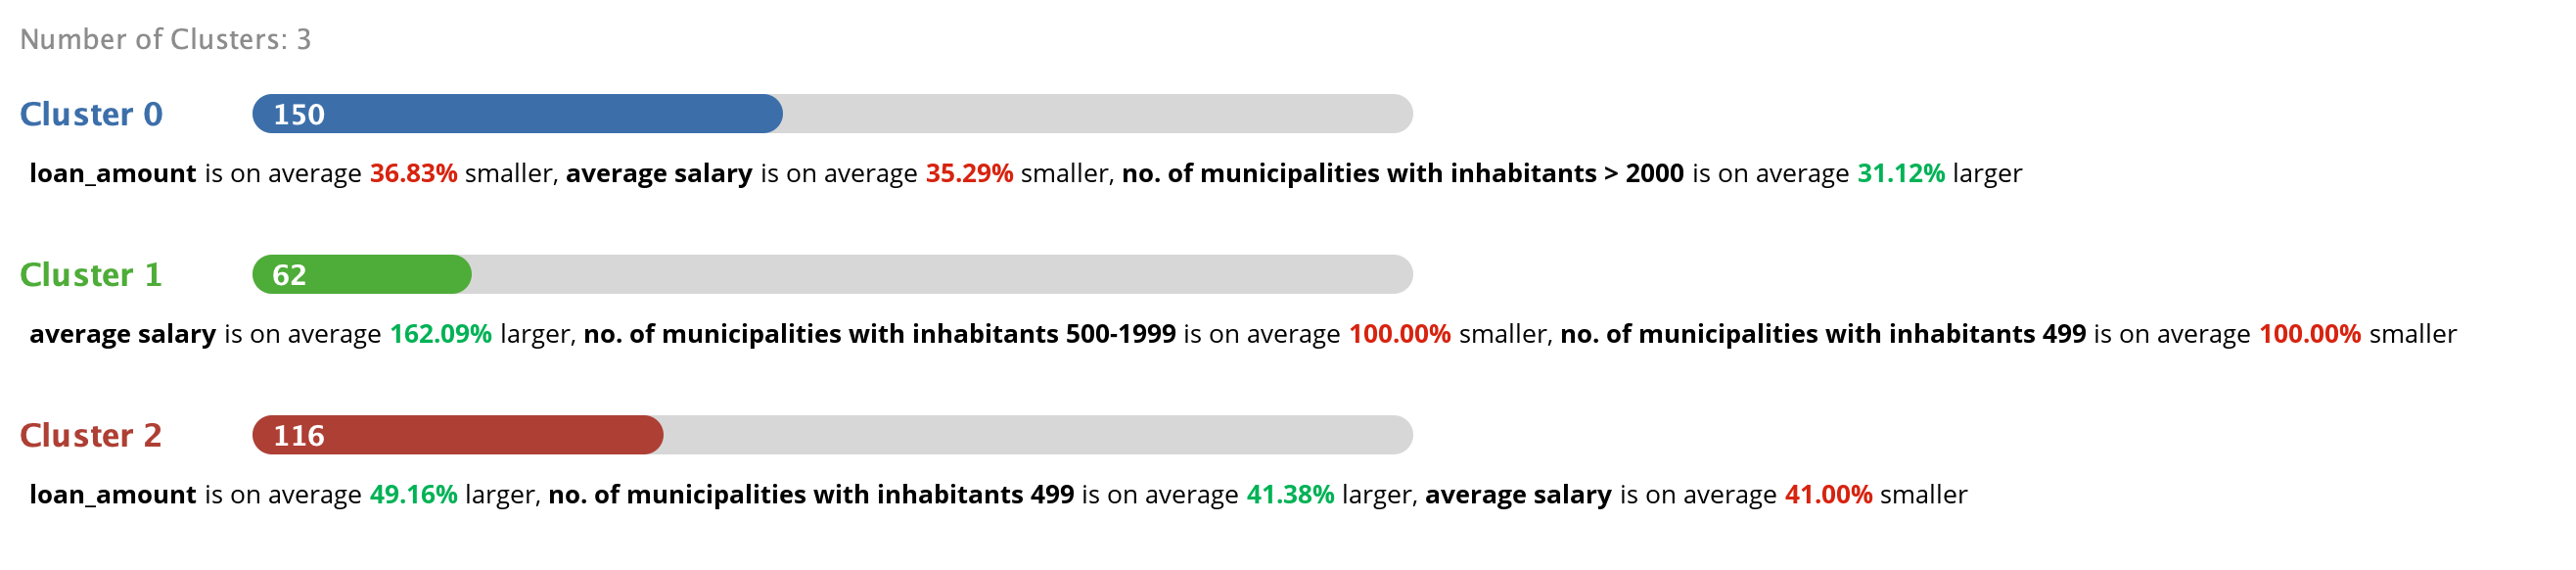 Number of Clusters: 3
Cluster 0 150
loan_amount is on average 36.83% smaller, average salary is on average 35.29% smaller, no. of municipalities with inhabitants > 2000 is on average 31.12% larger
Cluster 1 62
average salary is on average 162.09% larger, no. of municipalities with inhabitants 500-1999 is on average 100.00% smaller, no. of municipalities with inhabitants 499 is on average 100.00% smaller
Cluster 2 116
loan_amount is on average 49.16% larger, no. of municipalities with inhabitants 499 is on average 41.38% larger, average salary is on average 41.00% smaller